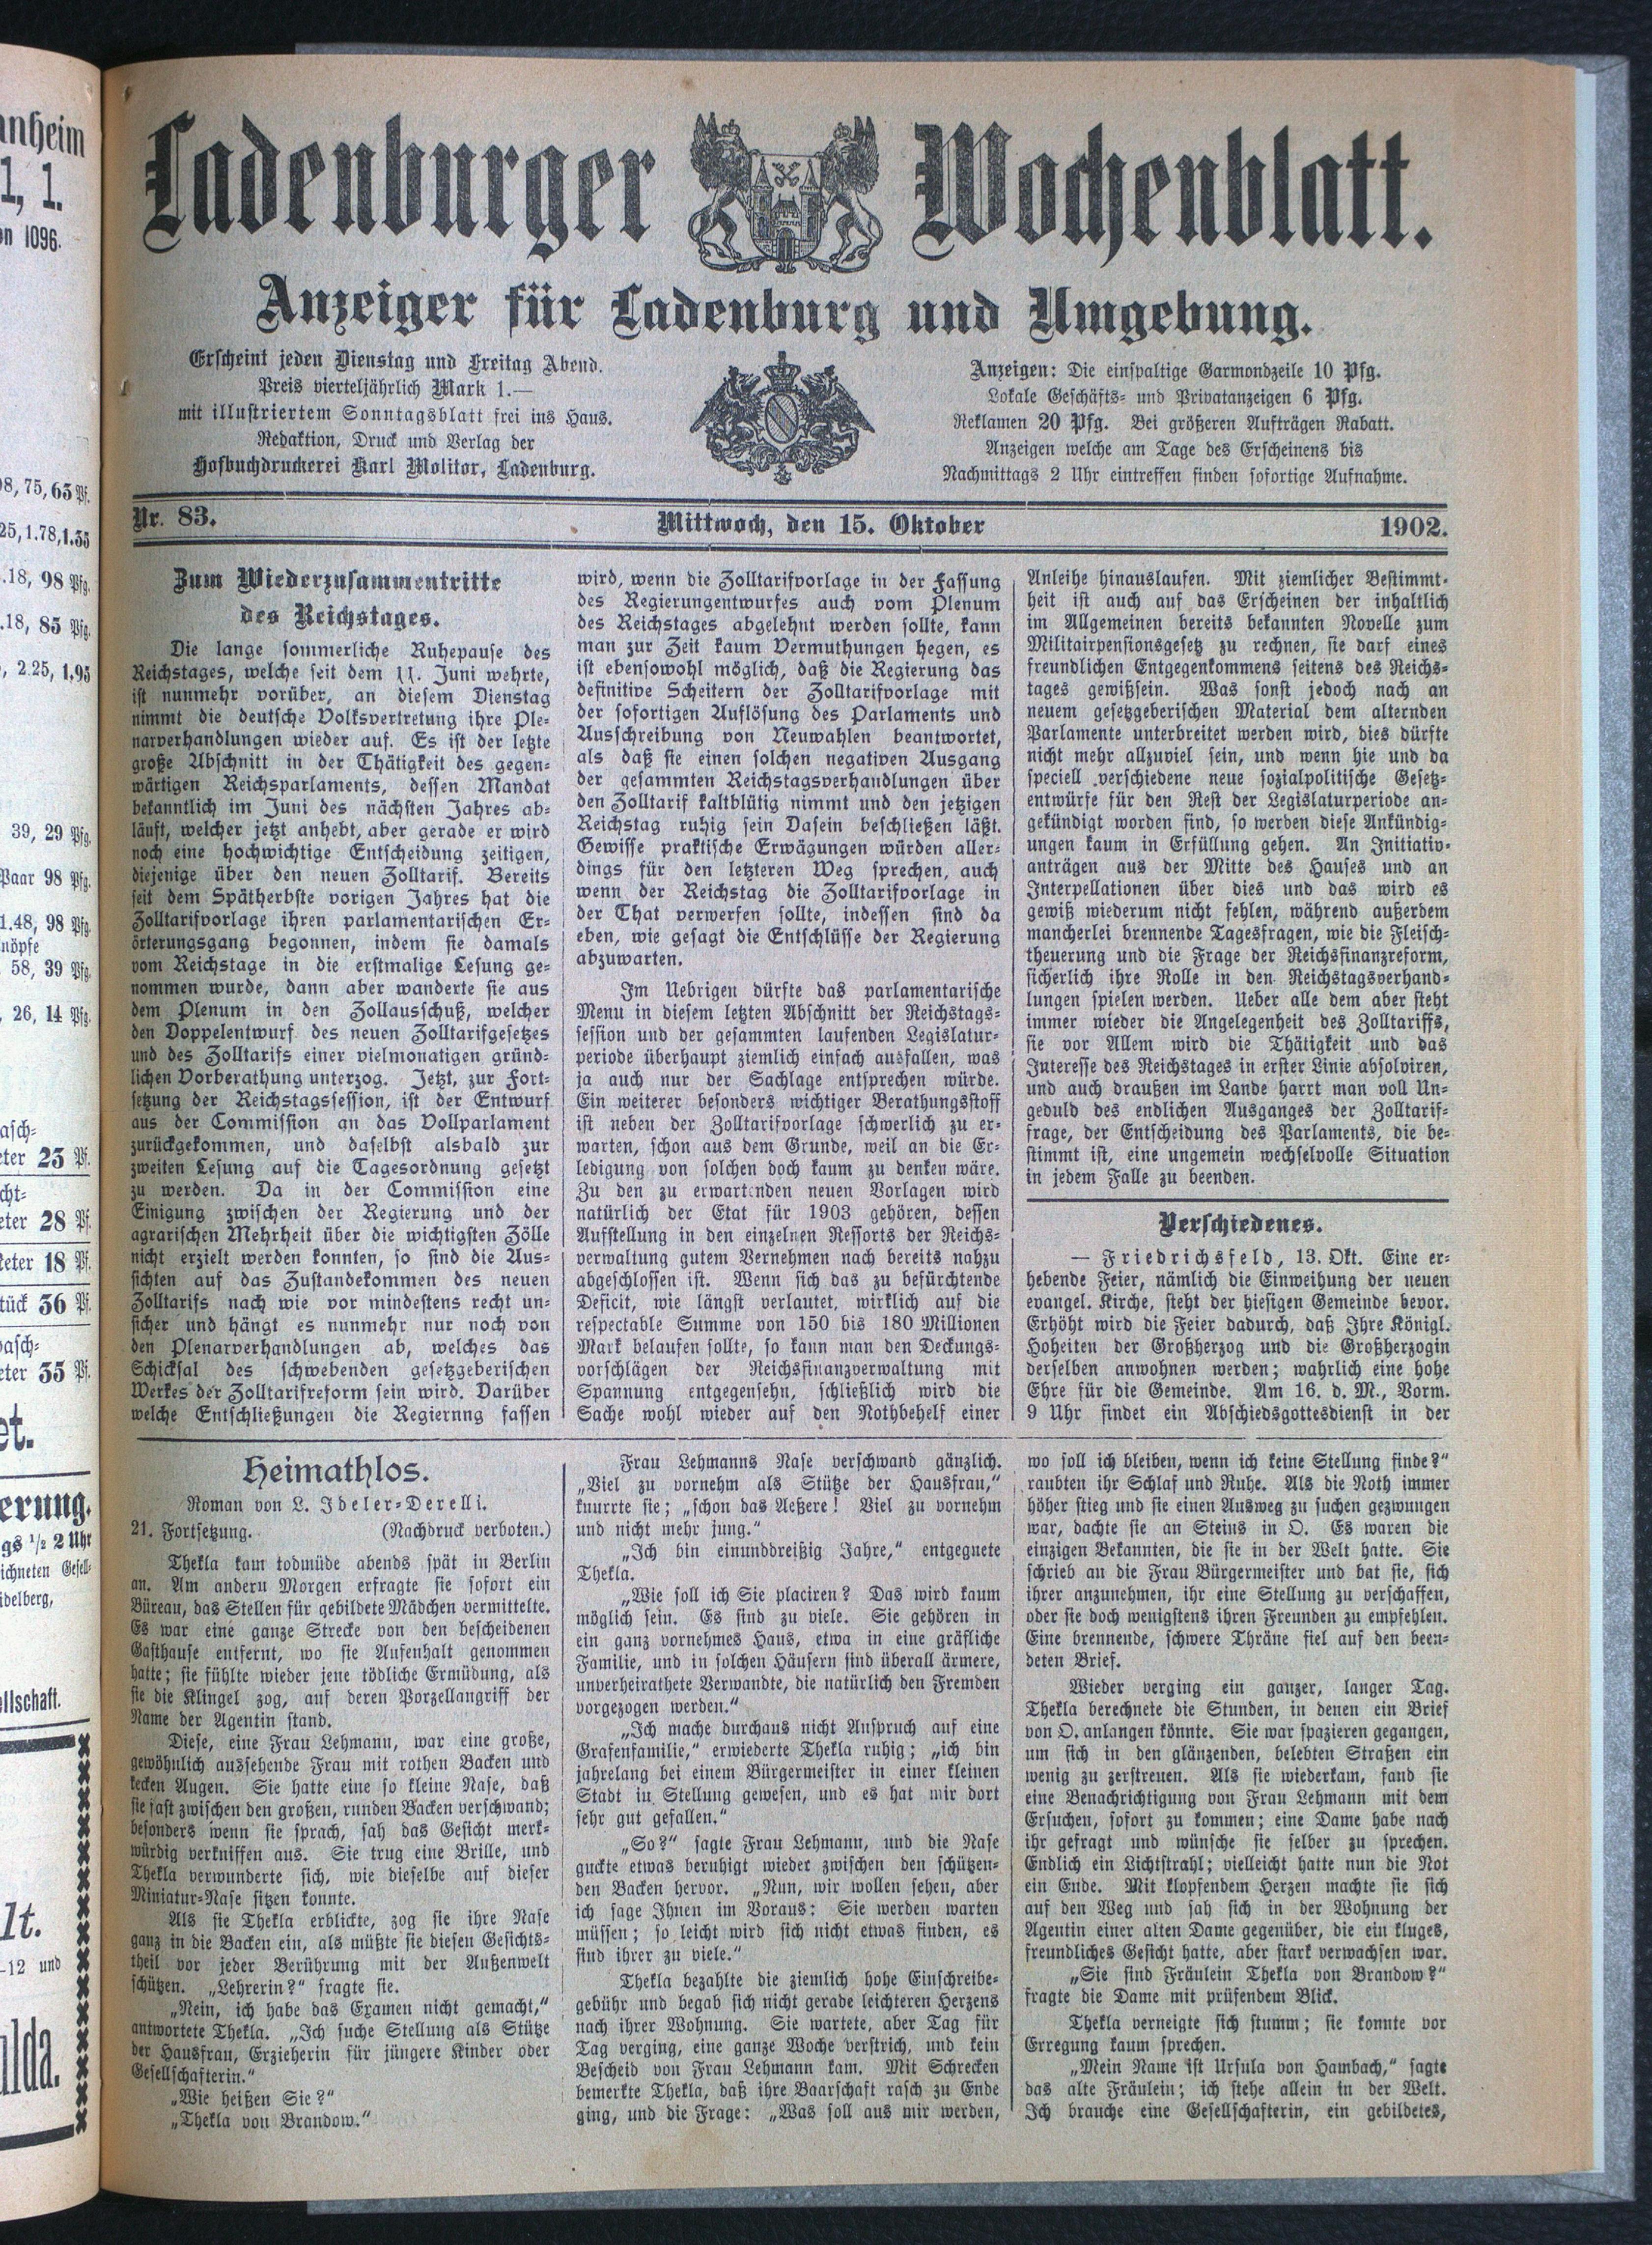 Ladenburger Wochenblatt.
Anzeiger für Ladenburg und Umgebung.
Erscheint jeden Dienstag und Freitag Abend.
Preis vierteljährlich Mark 1.—
mit illustriertem Sonntagsblatt frei ins Haus.
Redaktion, Druck und Verlag der
Hofbuchdruckerei Karl Molitor, Ladenburg.
Anzeigen: Die einspaltige Garmondzeile 10 Pfg.
Lokale Geschäfts- und Privatanzeigen 6 Pfg.
Reklamen 20 Pfg. Bei größeren Aufträgen Rabatt.
Anzeigen welche am Tage des Erscheinens bis
Nachmittags 2 Uhr eintreffen finden sofortige Aufnahme.
Nr. 83. Mittwoch, den 15. Oktober 1902.
Zum Wiederzusammentritte
des Reichstages.
Die lange sommerliche Ruhepause des
Reichstages, welche seit dem 11. Juni wehrte,
ist nunmehr vorüber, an diesem Dienstag
nimmt die deutsche Volksvertretung ihre Ple-
narverhandlungen wieder auf. Es ist der letzte
große Abschnitt in der Thätigkeit des gegen-
wärtigen Reichsparlaments, dessen Mandat
bekanntlich im Juni des nächsten Jahres ab-
läuft, welcher jetzt anhebt, aber gerade er wird
noch eine hochwichtige Entscheidung zeitigen,
diejenige über den neuen Zolltarif. Bereits
seit dem Spätherbste vorigen Jahres hat die
Zolltarifvorlage ihren parlamentarischen Er-
örterungsgang begonnen, indem sie damals
vom Reichstage in die erstmalige Lesung ge-
nommen wurde, dann aber wanderte sie aus
dem Plenum in den Zollausschuß, welcher
den Doppelentwurf des neuen Zolltarifgesetzes
und des Zolltarifs einer vielmonatigen gründ-
lichen Vorberathung unterzog. Jetzt, zur Fort-
setzung der Reichstagssession, ist der Entwurf
aus der Commission an das Vollparlament
zurückgekommen, und daselbst alsbald zur
zweiten Lesung auf die Tagesordnung gesetzt
zu werden. Da in der Commission eine
Einigung zwischen der Regierung und der
agrarischen Mehrheit über die wichtigsten Zölle
nicht erzielt werden konnten, so sind die Aus-
sichten auf das Zustandekommen des neuen
Zolltarifs nach wie vor mindestens recht un-
sicher und hängt es nunmehr nur noch von
den Plenarverhandlungen ab, welches das
Schicksal des schwebenden gesetzgeberischen
Werkes der Zolltarifreform sein wird. Darüber
welche Entschließungen die Regiernng fassen
wird, wenn die Zolltarifvorlage in der Fassung
des Regierungentwurfes auch vom Plenum
des Reichstages abgelehnt werden sollte, kann
man zur Zeit kaum Vermuthungen hegen, es
ist ebensowohl möglich, daß die Regierung das
definitive Scheitern der Zolltarifvorlage mit
der sofortigen Auflösung des Parlaments und
Ausschreibung von Neuwahlen beantwortet,
als daß sie einen solchen negativen Ausgang
der gesammten Reichstagsverhandlungen über
den Zolltarif kaltblütig nimmt und den jetzigen
Reichstag ruhig sein Dasein beschließen läßt.
Gewisse praktische Erwägungen würden aller-
dings für den letzteren Weg sprechen, auch
wenn der Reichstag die Zolltarifvorlage in
der That verwerfen sollte, indessen sind da
eben, wie gesagt die Entschlüsse der Regierung
abzuwarten.
Im Uebrigen dürfte das parlamentarische
Menu in diesem letzten Abschnitt der Reichstags-
session und der gesammten laufenden Legislatur-
periode überhaupt ziemlich einfach ausfallen, was
ja auch nur der Sachlage entsprechen würde.
Ein weiterer besonders wichtiger Berathungsstoff
ist neben der Zolltarifvorlage schwerlich zu er-
warten, schon aus dem Grunde, weil an die Er-
ledigung von solchen doch kaum zu denken wäre.
Zu den zu erwartenden neuen Vorlagen wird
natürlich der Etat für 1903 gehören, dessen
Aufstellung in den einzelnen Ressorts der Reichs-
verwaltung gutem Vernehmen nach bereits nahzu
abgeschlossen ist. Wenn sich das zu befürchtende
Deficit, wie längst verlautet, wirklich auf die
respectable Summe von 150 bis 180 Millionen
Mark belaufen sollte, so kann man den Deckungs-
vorschlägen der Reichsfinanzverwaltung mit
Spannung entgegensehn, schließlich wird die
Sache wohl wieder auf den Nothbehelf einer
Anleihe hinauslaufen. Mit ziemlicher Bestimmt-
heit ist auch auf das Erscheinen der inhaltlich
im Allgemeinen bereits bekannten Novelle zum
Militairpensionsgesetz zu rechnen, sie darf eines
freundlichen Entgegenkommens seitens des Reichs-
tages gewißsein. Was sonst jedoch nach an
neuem gesetzgeberischen Material dem alternden
Parlamente unterbreitet werden wird, dies dürfte
nicht mehr allzuviel sein, und wenn hie und da
speciell verschiedene neue sozialpolitische Gesetz-
entwürfe für den Rest der Legislaturperiode an-
gekündigt worden sind, so werben diese Ankündig-
ungen kaum in Erfüllung gehen. An Initiativ-
anträgen aus der Mitte des Hauses und an
Interpellationen über dies und das wird es
gewiß wiederum nicht fehlen, während außerdem
mancherlei brennende Tagesfragen, wie die Fleisch-
theuerung und die Frage der Reichsfinanzreform,
sicherlich ihre Rolle in den Reichstagsverhand-
lungen spielen werden. Ueber alle dem aber steht
immer wieder die Angelegenheit des Zolltariffs,
sie vor Allem wird die Thätigkeit und das
Interesse des Reichstages in erster Linie absolviren,
und auch draußen im Lande harrt man voll Un-
geduld des endlichen Ausganges der Zolltarif-
frage, der Entscheidung des Parlaments, die be-
stimmt ist, eine ungemein wechselvolle Situation
in jedem Falle zu beenden.
Verschiedenes.
— Friedrichsfeld, 13. Okt. Eine er-
hebende Feier, nämlich die Einweihung der neuen
evangel. Kirche, steht der hiesigen Gemeinde bevor.
Erhöht wird die Feier dadurch, daß Ihre Königl.
Hoheiten der Großherzog und die Großherzogin
derselben anwohnen werden; wahrlich eine hohe
Ehre für die Gemeinde. Am 16. d. M., Vorm.
9 Uhr findet ein Abschiedsgottesdienst in der
Heimathlos.
Roman von L. Ideler-Derelli.
21. Fortsetzung. (Nachdruck verboten.)
Thekla kam todmüde abends spät in Berlin
an. Am andern Morgen erfragte sie sofort ein
Büreau, das Stellen für gebildete Mädchen vermittelte.
Es war eine ganze Strecke von den bescheidenen
Gasthause entfernt, wo sie Aufenhalt genommen
hatte; sie fühlte wieder jene tödliche Ermüdung, als
sie die Klingel zog, auf deren Porzellangriff der
Name der Agentin stand.
Diese, eine Frau Lehmann, war eine große,
gewöhnlich aussehende Frau mit rothen Backen und
kecken Augen. Sie hatte eine so kleine Nase, daß
sie fast zwischen den großen, runden Backen verschwand;
besonders wenn sie sprach, sah das Gesicht merk-
würdig verkniffen aus. Sie trug eine Brille, und
Thekla verwunderte sich, wie dieselbe auf dieser
Miniatur-Nase sitzen konnte.
Als sie Thekla erblickte, zog sie ihre Nase
ganz in die Backen ein, als müßte sie diesen Gesichts-
theil vor jeder Berührung mit der Außenwelt
schützen. „Lehrerin?“ fragte sie.
„Nein, ich habe das Examen nicht gemacht,“
antwortete Thekla. „Ich suche Stellung als Stütze
der Hausfrau, Erzieherin für jüngere Kinder oder
Gesellschafterin.“
„Wie heißen Sie?“
„Thekla von Brandow.“
Frau Lehmanns Nase verschwand gänzlich.
„Viel zu vornehm als Stütze der Hausfrau,“
knurrte sie; „schon das Aeßere! Viel zu vornehm
und nicht mehr jung.“
„Ich bin einunddreißig Jahre,“ entgegnete
Thekla.
„Wie soll ich Sie placiren? Das wird kaum
möglich sein. Es sind zu viele. Sie gehören in
ein ganz vornehmes Haus, etwa in eine gräfliche
Familie, und in solchen Häusern sind überall ärmere,
unverheirathete Verwandte, die natürlich den Fremden
vorgezogen werden.“
„Ich mache durchaus nicht Anspruch auf eine
Grafenfamilie,“ erwiederte Thekla ruhig; „ich bin
jahrelang bei einem Bürgermeister in einer kleinen
Stadt in Stellung gewesen, und es hat mir dort
sehr gut gefallen.“
„So?“ sagte Frau Lehmann, und die Nase
guckte etwas beruhigt wieder zwischen den schützen-
den Backen hervor. „Nun, wir wollen sehen, aber
ich sage Ihnen im Voraus: Sie werden warten
müssen; so leicht wird sich nicht etwas finden, es
sind ihrer zu viele.“
Thekla bezahlte die ziemlich hohe Einschreibe-
gebühr und begab sich nicht gerade leichteren Herzens
nach ihrer Wohnung. Sie wartete, aber Tag für
Tag verging, eine ganze Woche verstrich, und kein
Bescheid von Frau Lehmann kam. Mit Schrecken
bemerkte Thekla, daß ihre Baarschaft rasch zu Ende
ging, und die Frage: „Was soll aus mir werden,
wo soll ich bleiben, wenn ich keine Stellung finde?“
raubten ihr Schlaf und Ruhe. Als die Noth immer
höher stieg und sie einen Ausweg zu suchen gezwungen
war, dachte sie an Steins in O. Es waren die
einzigen Bekannten, die sie in der Welt hatte. Sie
schrieb an die Frau Bürgermeister und bat sie, sich
ihrer anzunehmen, ihr eine Stellung zu verschaffen,
oder sie doch wenigstens ihren Freunden zu empfehlen.
Eine brennende, schwere Thräne fiel auf den been-
deten Brief.
Wieder verging ein ganzer, langer Tag.
Thekla berechnete die Stunden, in denen ein Brief
von O. anlangen könnte. Sie war spazieren gegangen,
um sich in den glänzenden, belebten Straßen ein
wenig zu zerstreuen. Als sie wiederkam, fand sie
eine Benachrichtigung von Frau Lehmann mit dem
Ersuchen, sofort zu kommen; eine Dame habe nach
ihr gefragt und wünsche sie selber zu sprechen.
Endlich ein Lichtstrahl; vielleicht hatte nun die Not
ein Ende. Mit klopfendem Herzen machte sie sich
auf den Weg und sah sich in der Wohnung der
Agentin einer alten Dame gegenüber, die ein kluges,
freundliches Gesicht hatte, aber stark verwachsen war.
„Sie sind Fräulein Thekla von Brandow?“
fragte die Dame mit prüfendem Blick.
Thekla verneigte sich stumm; sie konnte vor
Erregung kaum sprechen.
„Mein Name ist Ursula von Hambach,“ sagte
das alte Fräulein; ich stehe allein in der Welt.
Ich brauche eine Gesellschafterin, ein gebildetes,